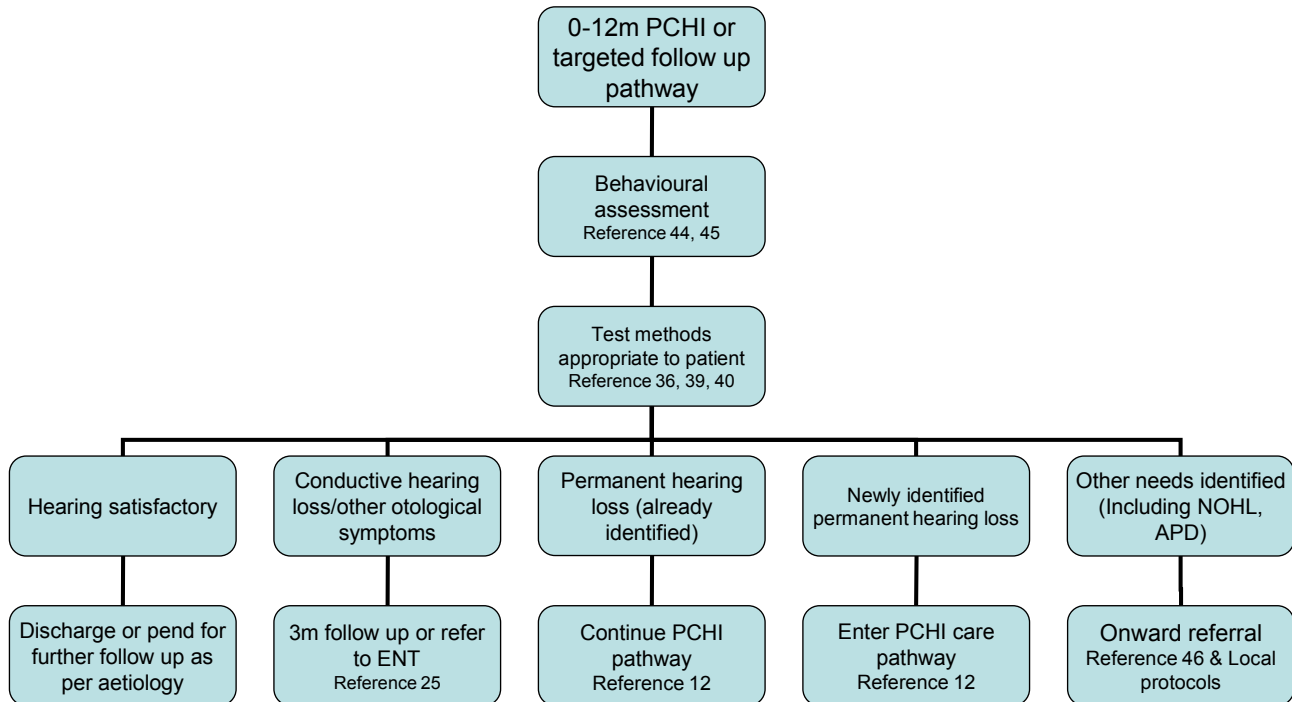 0-12m PCHI or
targeted follow up
pathway
Behavioural
assessment
Reference 44, 45
Test methods
appropriate to patient
Reference 36, 39, 40
Hearing satisfactory
Conductive hearing
loss/other otological
symptoms
Permanent hearing
loss (already
identified)
Newly identified
permanent hearing loss
Other needs identified
(Including NOHL,
APD)
Discharge or pend for
further follow up as
per aetiology
3m follow up or refer
to ENT
Reference 25
Continue PCHI
pathway
Reference 12
Enter PCHI care
pathway
Reference 12
Onward referral
Reference 46 & Local
protocols